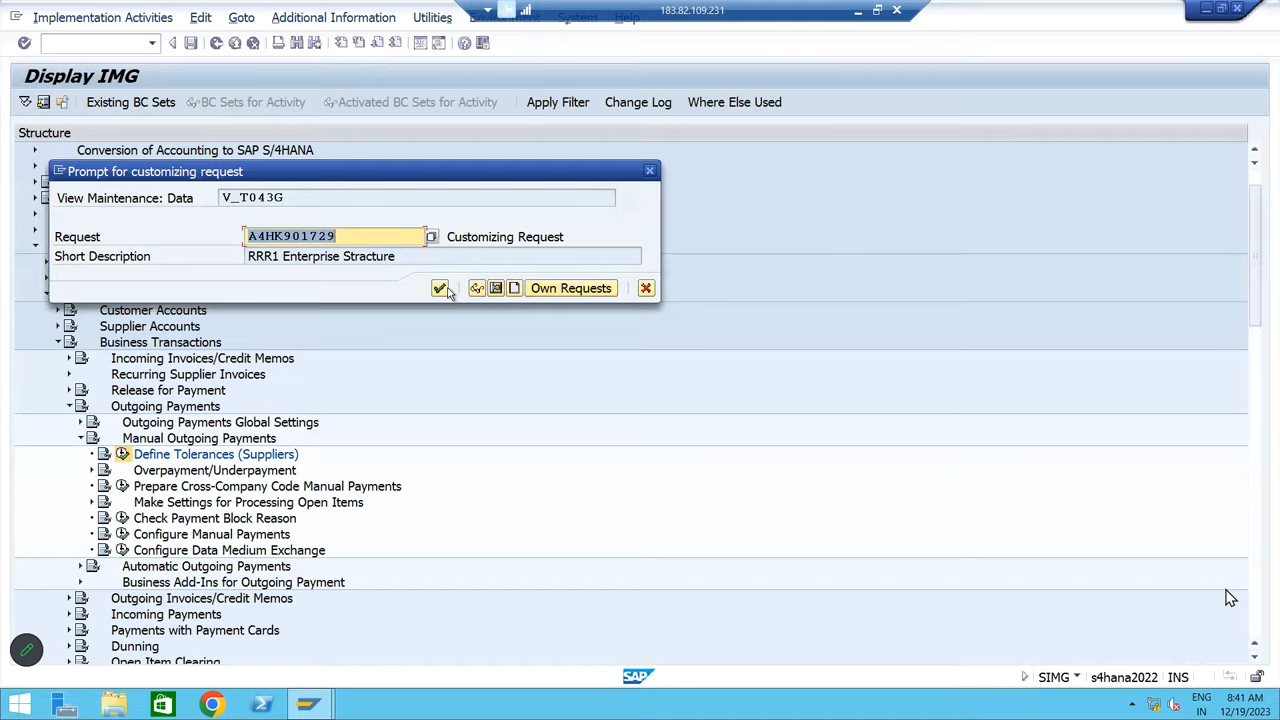 Implementation Activities Edit Goto Additional Information Utilities Environment System Help
183.82.109.231
Display IMG
Existing BC Sets BC Sets for Activity Activated BC Sets for Activity Apply Filter Change Log Where Else Used
Structure
Conversion of Accounting to SAP S/4HANA
Prompt for customizing request
View Maintenance: Data V_T043G
Request A4HK901729 Customizing Request
Short Description RRR1 Enterprise Stracture
Own Requests
Customer Accounts
Supplier Accounts
Business Transactions
Incoming Invoices/Credit Memos
Recurring Supplier Invoices
Release for Payment
Outgoing Payments
Outgoing Payments Global Settings
Manual Outgoing Payments
Define Tolerances (Suppliers)
Overpayment/Underpayment
Prepare Cross-Company Code Manual Payments
Make Settings for Processing Open Items
Check Payment Block Reason
Configure Manual Payments
Configure Data Medium Exchange
Automatic Outgoing Payments
Business Add-Ins for Outgoing Payment
Outgoing Invoices/Credit Memos
Incoming Payments
Payments with Payment Cards
Dunning
Open Item Clearing
SAP
SIMG s4hana2022 INS
ENG 8:41 AM
IN 12/19/2023